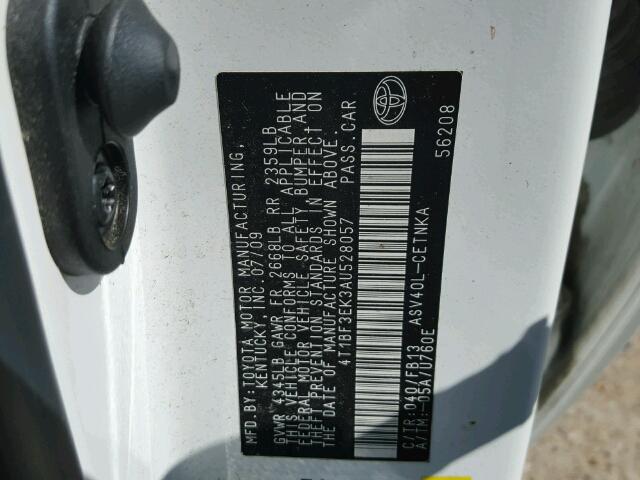 MFD.BY:TOYOTA MOTOR MANUFACTURING,
KENTUCKY, INC. 07/09
GVWR 4345LB GAWR FR 2668LB RR 2359LB
THIS VEHICLE CONFORMS TO ALL APPLICABLE
FEDERAL MOTOR VEHICLE SAFETY, BUMPER, AND
THEFT PREVENTION STANDARDS IN EFFECT ON
THE DATE OF MANUFACTURE SHOWN ABOVE.
4T1BF3EK3AU528057 PASS.CAR
C/TR:040/FB13 ASV40L-CETNKA
A/TM:-05A/U760E
56208